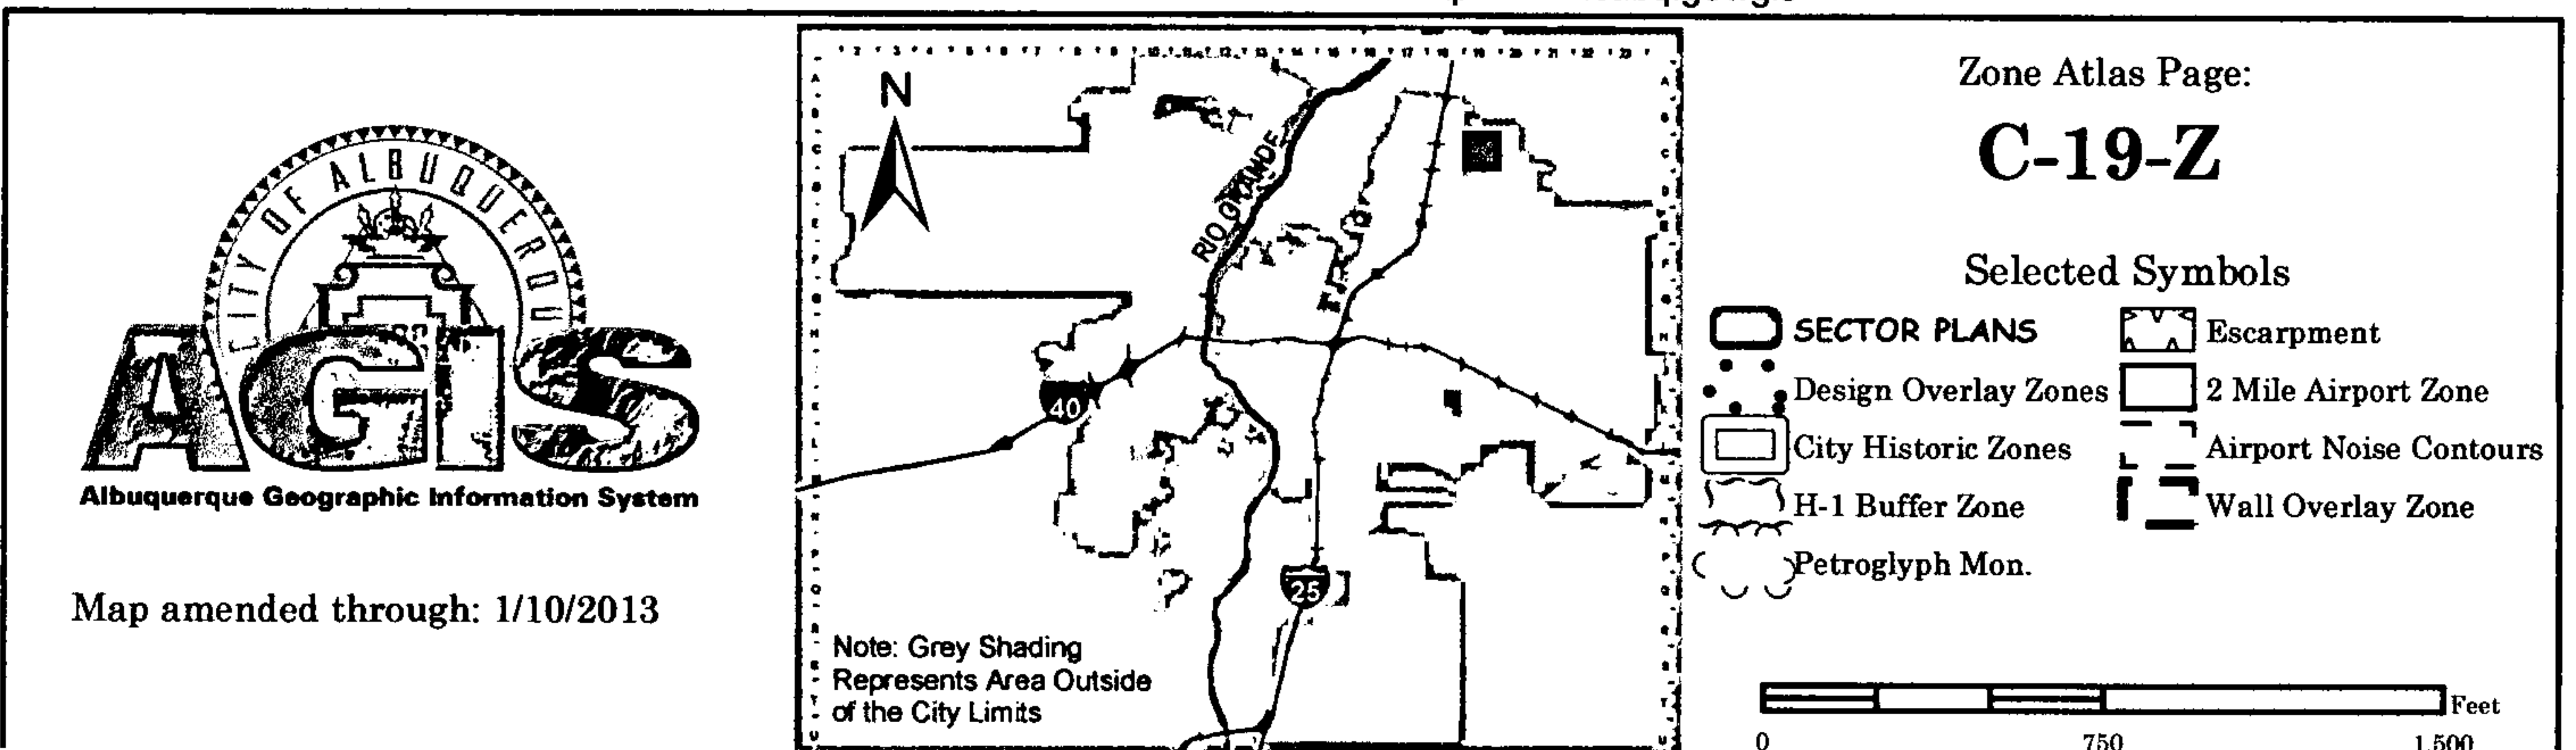 CITY OF ALBUQUERQUE
AGIS
Albuquerque Geographic Information System
Map amended through: 1/10/2013
N
RIO GRANDE
40
25
Note: Grey Shading
Represents Area Outside
of the City Limits
Zone Atlas Page:
C-19-Z
Selected Symbols
SECTOR PLANS
Escarpment
Design Overlay Zones
2 Mile Airport Zone
City Historic Zones
Airport Noise Contours
H-1 Buffer Zone
Wall Overlay Zone
Petroglyph Mon.
Feet
0 750 1,500